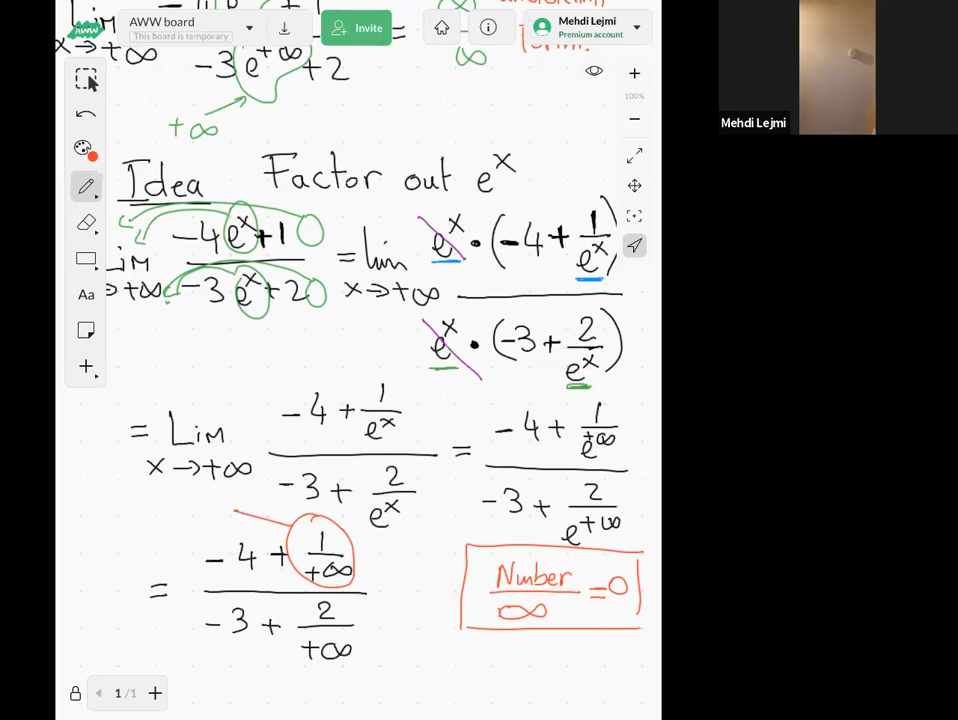 AWW board
This board is temporary
Invite
Mehdi Lejmi
Premium account
x→+∞
-3e^{+∞}+2
=
∞
+∞
100%
Mehdi Lejmi
Idea Factor out e^x
Lim x→+∞ (-4e^x+1)/(-3e^x+2) = lim x→+∞ (e^x · (-4 + 1/e^x))/(e^x · (-3 + 2/e^x))
Aa
= Lim x→+∞ (-4 + 1/e^x)/(-3 + 2/e^x) = (-4 + 1/e^{+∞})/(-3 + 2/e^{+∞})
= (-4 + 1/+∞)/(-3 + 2/+∞)
Number/∞ = 0
1/1